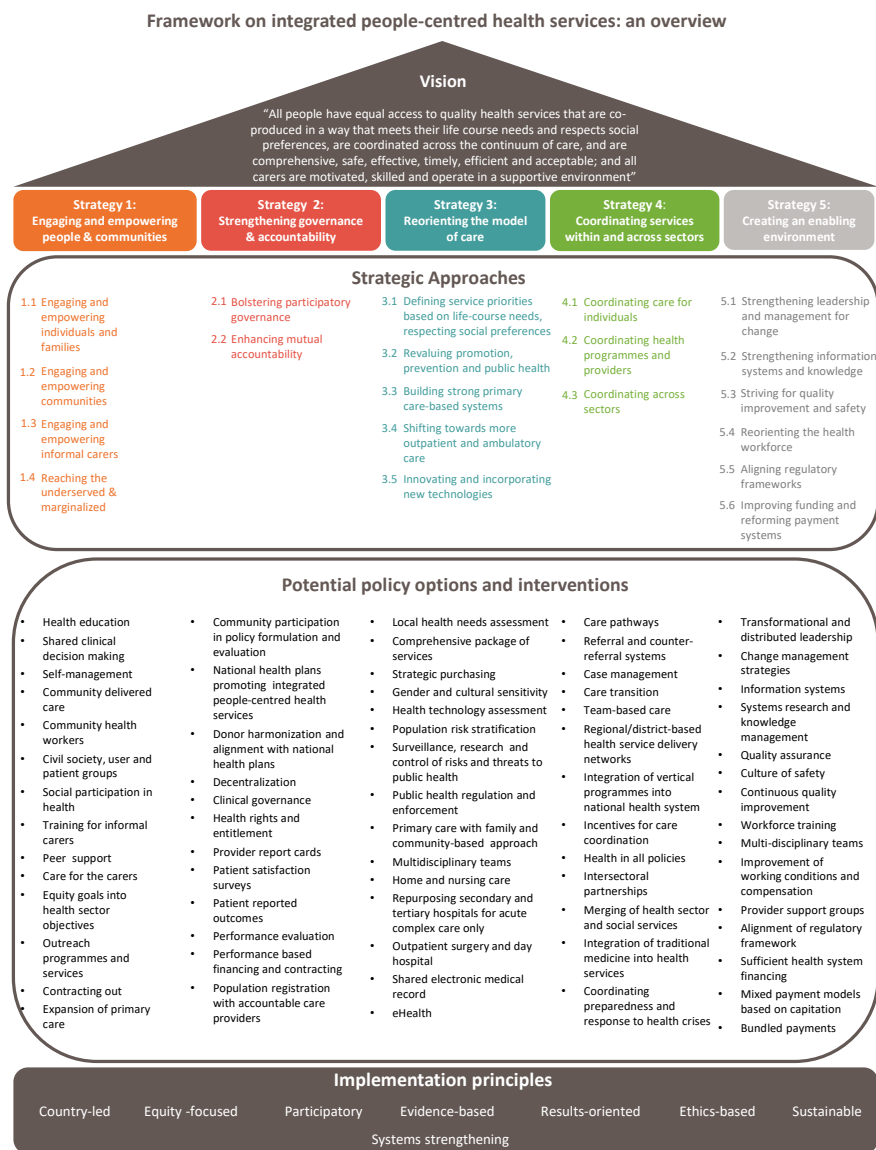 Framework on integrated people-centred health services: an overview
Vision
“All people have equal access to quality health services that are co-
produced in a way that meets their life course needs and respects social
preferences, are coordinated across the continuum of care, and are
comprehensive, safe, effective, timely, efficient and acceptable; and all
carers are motivated, skilled and operate in a supportive environment”
Strategy 1:
Engaging and empowering
people & communities
Strategy 2:
Strengthening governance
& accountability
Strategy 3:
Reorienting the model
of care
Strategy 4:
Coordinating services
within and across sectors
Strategy 5:
Creating an enabling
environment
Strategic Approaches
1.1 Engaging and
empowering
individuals and
families
1.2 Engaging and
empowering
communities
1.3 Engaging and
empowering
informal carers
1.4 Reaching the
underserved &
marginalized
2.1 Bolstering participatory
governance
2.2 Enhancing mutual
accountability
3.1 Defining service priorities
based on life-course needs,
respecting social preferences
3.2 Revaluing promotion,
prevention and public health
3.3 Building strong primary
care-based systems
3.4 Shifting towards more
outpatient and ambulatory
care
3.5 Innovating and incorporating
new technologies
4.1 Coordinating care for
individuals
4.2 Coordinating health
programmes and
providers
4.3 Coordinating across
sectors
5.1 Strengthening leadership
and management for
change
5.2 Strengthening information
systems and knowledge
5.3 Striving for quality
improvement and safety
5.4 Reorienting the health
workforce
5.5 Aligning regulatory
frameworks
5.6 Improving funding and
reforming payment
systems
Potential policy options and interventions
• Health education
• Shared clinical
decision making
• Self-management
• Community delivered
care
• Community health
workers
• Civil society, user and
patient groups
• Social participation in
health
• Training for informal
carers
• Peer support
• Care for the carers
• Equity goals into
health sector
objectives
• Outreach
programmes and
services
• Contracting out
• Expansion of primary
care
• Community participation
in policy formulation and
evaluation
• National health plans
promoting integrated
people-centred health
services
• Donor harmonization and
alignment with national
health plans
• Decentralization
• Clinical governance
• Health rights and
entitlement
• Provider report cards
• Patient satisfaction
surveys
• Patient reported
outcomes
• Performance evaluation
• Performance based
financing and contracting
• Population registration
with accountable care
providers
• Local health needs assessment
• Comprehensive package of
services
• Strategic purchasing
• Gender and cultural sensitivity
• Health technology assessment
• Population risk stratification
• Surveillance, research and
control of risks and threats to
public health
• Public health regulation and
enforcement
• Primary care with family and
community-based approach
• Multidisciplinary teams
• Home and nursing care
• Repurposing secondary and
tertiary hospitals for acute
complex care only
• Outpatient surgery and day
hospital
• Shared electronic medical
record
• eHealth
• Care pathways
• Referral and counter-
referral systems
• Case management
• Care transition
• Team-based care
• Regional/district-based
health service delivery
networks
• Integration of vertical
programmes into
national health system
• Incentives for care
coordination
• Health in all policies
• Intersectoral
partnerships
• Merging of health sector
and social services
• Integration of traditional
medicine into health
services
• Coordinating
preparedness and
response to health crises
• Transformational and
distributed leadership
• Change management
strategies
• Information systems
• Systems research and
knowledge
management
• Quality assurance
• Culture of safety
• Continuous quality
improvement
• Workforce training
• Multi-disciplinary teams
• Improvement of
working conditions and
compensation
• Provider support groups
• Alignment of regulatory
framework
• Sufficient health system
financing
• Mixed payment models
based on capitation
• Bundled payments
Implementation principles
Country-led Equity -focused Participatory Evidence-based Results-oriented Ethics-based Sustainable
Systems strengthening